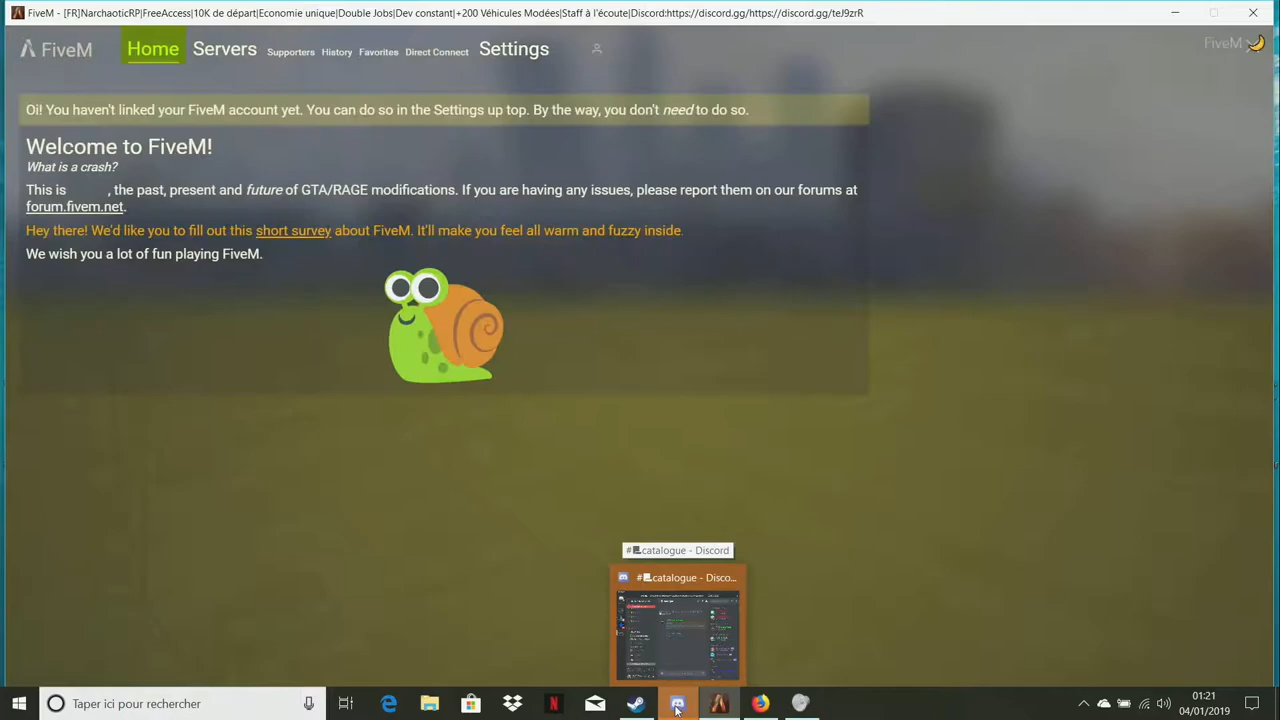 FiveM - [FR]NarchaoticRP|FreeAccess|10K de départ|Economie unique|Double Jobs|Dev constant|+200 Véhicules Modées|Staff à l'écoute|Discord:https://discord.gg/https://discord.gg/teJ9zrR
FiveM Home Servers Supporters History Favorites Direct Connect Settings
FiveM
Oi! You haven't linked your FiveM account yet. You can do so in the Settings up top. By the way, you don't need to do so.
Welcome to FiveM!
What is a crash?
This is , the past, present and future of GTA/RAGE modifications. If you are having any issues, please report them on our forums at
forum.fivem.net.
Hey there! We'd like you to fill out this short survey about FiveM. It'll make you feel all warm and fuzzy inside.
We wish you a lot of fun playing FiveM.
#catalogue - Discord
#catalogue - Disco...
Taper ici pour rechercher
01:21
04/01/2019